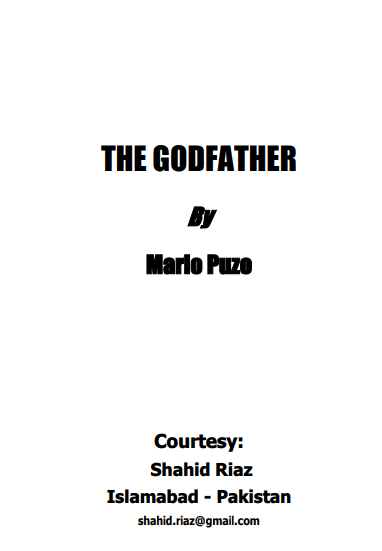 THE GODFATHER
By
Mario Puzo
Courtesy:
Shahid Riaz
Islamabad - Pakistan
shahid.riaz@gmail.com